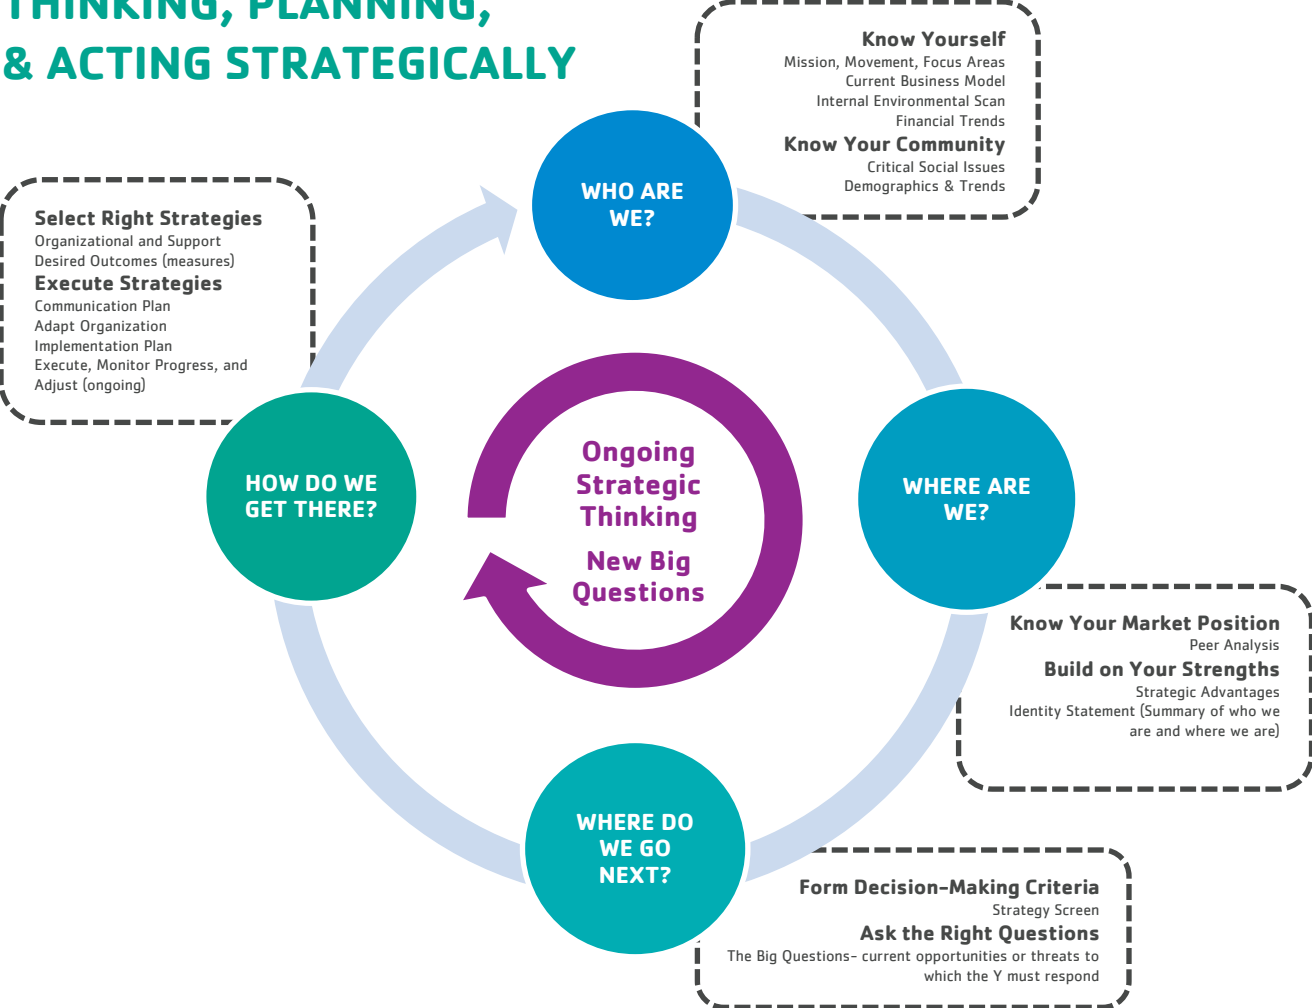 THINKING, PLANNING,
& ACTING STRATEGICALLY
Know Yourself
Mission, Movement, Focus Areas
Current Business Model
Internal Environmental Scan
Financial Trends
Know Your Community
Critical Social Issues
Demographics & Trends
WHO ARE
WE?
Select Right Strategies
Organizational and Support
Desired Outcomes (measures)
Execute Strategies
Communication Plan
Adapt Organization
Implementation Plan
Execute, Monitor Progress, and
Adjust (ongoing)
HOW DO WE
GET THERE?
Ongoing
Strategic
Thinking
New Big
Questions
WHERE ARE
WE?
Know Your Market Position
Peer Analysis
Build on Your Strengths
Strategic Advantages
Identity Statement (Summary of who we
are and where we are)
WHERE DO
WE GO
NEXT?
Form Decision-Making Criteria
Strategy Screen
Ask the Right Questions
The Big Questions- current opportunities or threats to
which the Y must respond